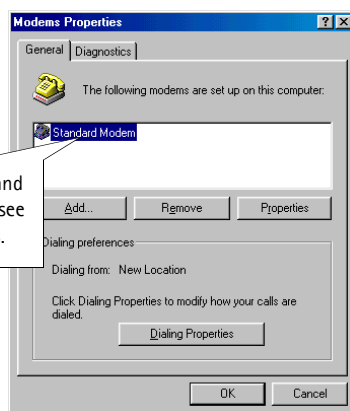 Modems Properties
General Diagnostics
The following modems are set up on this computer:
Standard Modem
and
see
Add... Remove Properties
Dialing preferences
Dialing from: New Location
Click Dialing Properties to modify how your calls are
dialed.
Dialing Properties
OK Cancel